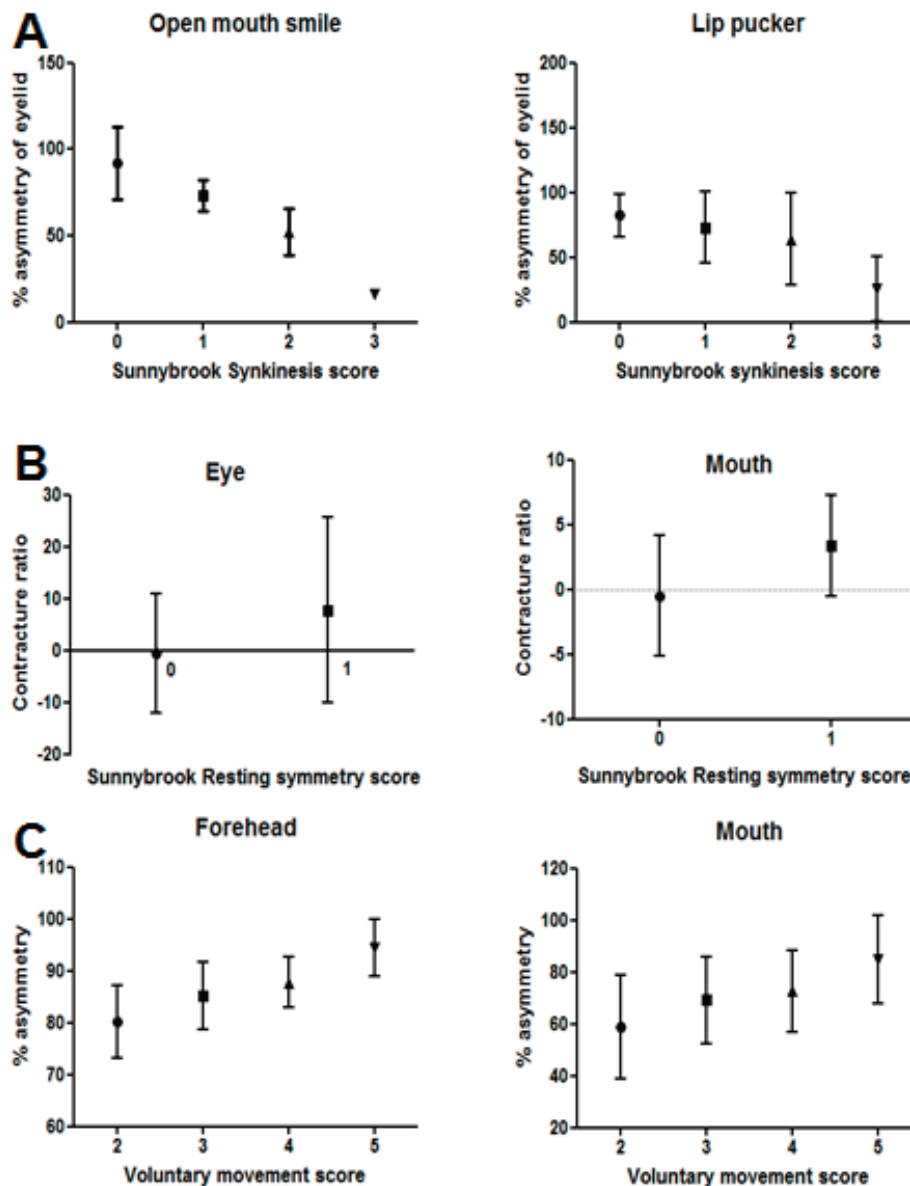 A
Open mouth smile
% asymmetry of eyelid
150
100
50
0
0 1 2 3
Sunnybrook Synkinesis score
Lip pucker
% asymmetry of eyelid
200
150
100
50
0
0 1 2 3
Sunnybrook synkinesis score
B
Eye
Contracture ratio
30
20
10
0
-10
-20
0 1
Sunnybrook Resting symmetry score
Mouth
Contracture ratio
10
5
0
-5
-10
0 1
Sunnybrook Resting symmetry score
C
Forehead
% asymmetry
110
100
90
80
70
60
2 3 4 5
Voluntary movement score
Mouth
% asymmetry
120
100
80
60
40
20
2 3 4 5
Voluntary movement score